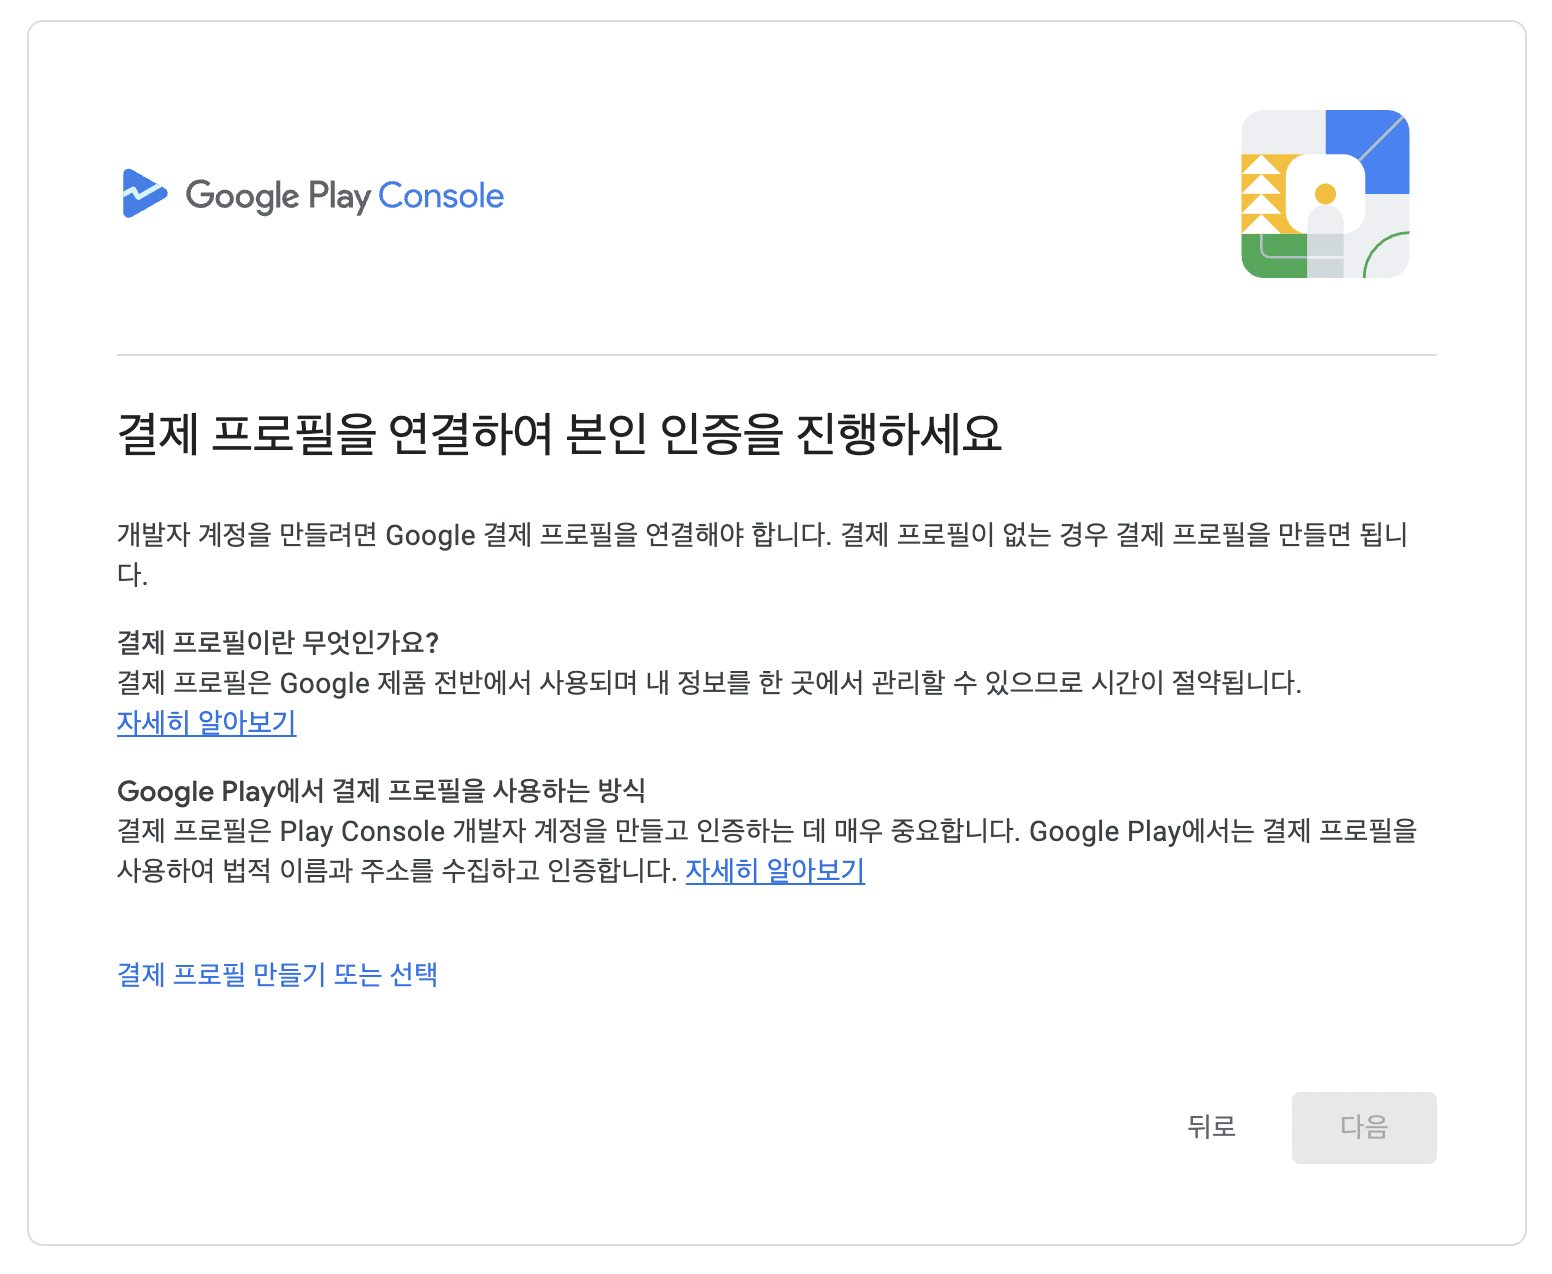 Google Play Console
결제 프로필을 연결하여 본인 인증을 진행하세요
개발자 계정을 만들려면 Google 결제 프로필을 연결해야 합니다. 결제 프로필이 없는 경우 결제 프로필을 만들면 됩니
다.
결제 프로필이란 무엇인가요?
결제 프로필은 Google 제품 전반에서 사용되며 내 정보를 한 곳에서 관리할 수 있으므로 시간이 절약됩니다.
자세히 알아보기
Google Play에서 결제 프로필을 사용하는 방식
결제 프로필은 Play Console 개발자 계정을 만들고 인증하는 데 매우 중요합니다. Google Play에서는 결제 프로필을
사용하여 법적 이름과 주소를 수집하고 인증합니다. 자세히 알아보기
결제 프로필 만들기 또는 선택
뒤로 다음